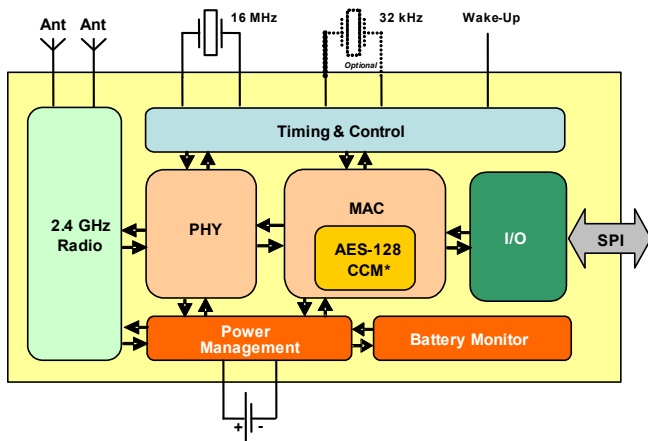 Ant Ant
16 MHz
32 kHz
Wake-Up
Optional
Timing & Control
2.4 GHz
Radio
PHY
MAC
AES-128
CCM*
I/O
SPI
Power
Management
Battery Monitor
+ -